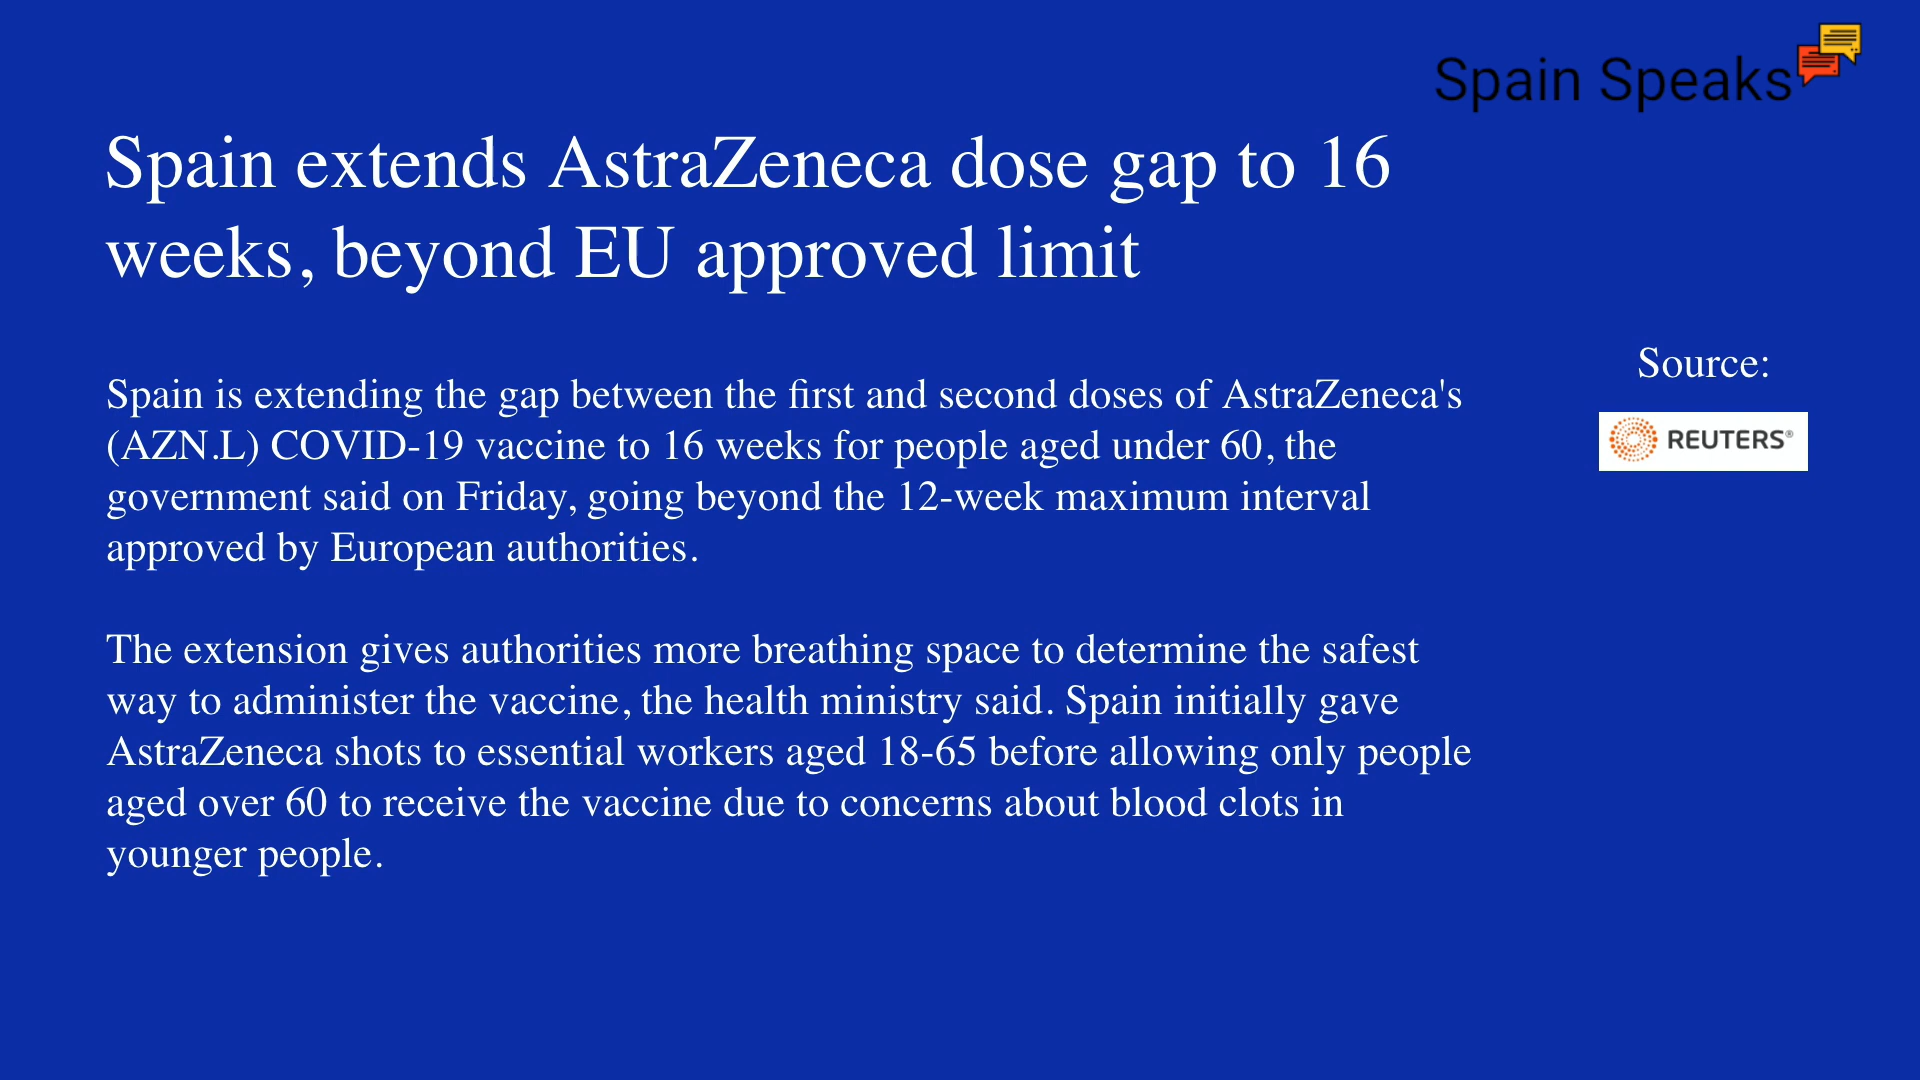 Spain Speaks
Spain extends AstraZeneca dose gap to 16
weeks, beyond EU approved limit
Spain is extending the gap between the first and second doses of AstraZeneca's
(AZN.L) COVID-19 vaccine to 16 weeks for people aged under 60, the
government said on Friday, going beyond the 12-week maximum interval
approved by European authorities.
The extension gives authorities more breathing space to determine the safest
way to administer the vaccine, the health ministry said. Spain initially gave
AstraZeneca shots to essential workers aged 18-65 before allowing only people
aged over 60 to receive the vaccine due to concerns about blood clots in
younger people.
Source:
REUTERS®